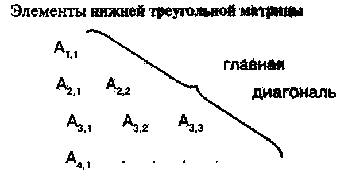 Элементы нижней треугольной матрицы
A1,1
главная
A2,1 A2,2
диагональ
A3,1 A3,2 A3,3
A4,1 . . . .